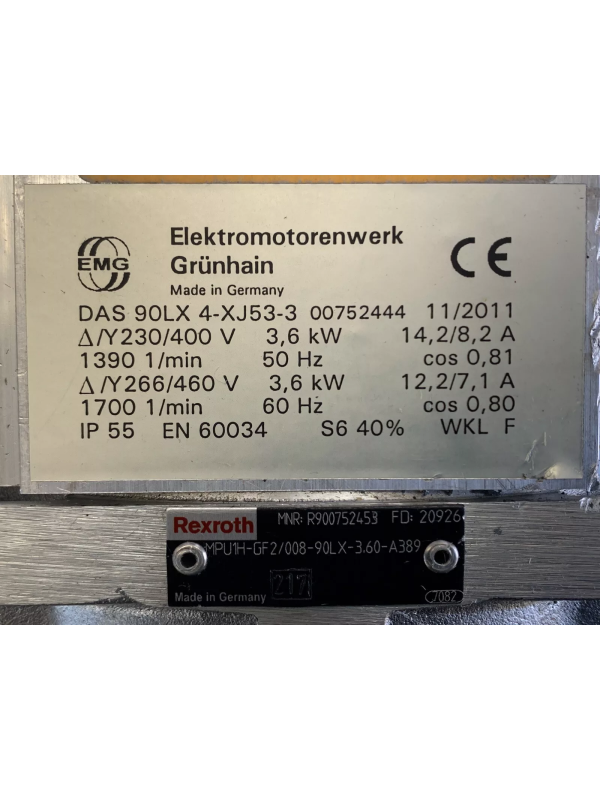 EMG
Elektromotorenwerk
Grünhain
Made in Germany
CE
DAS 90LX 4-XJ53-3 00752444 11/2011
Δ/Y230/400 V 3,6 kW 14,2/8,2 A
1390 1/min 50 Hz cos 0,81
Δ/Y266/460 V 3,6 kW 12,2/7,1 A
1700 1/min 60 Hz cos 0,80
IP 55 EN 60034 S6 40% WKL F
Rexroth MNR: R900752453 FD: 20926
MPU1H-GF2/008-90LX-3.60-A389
Made in Germany 217 7082